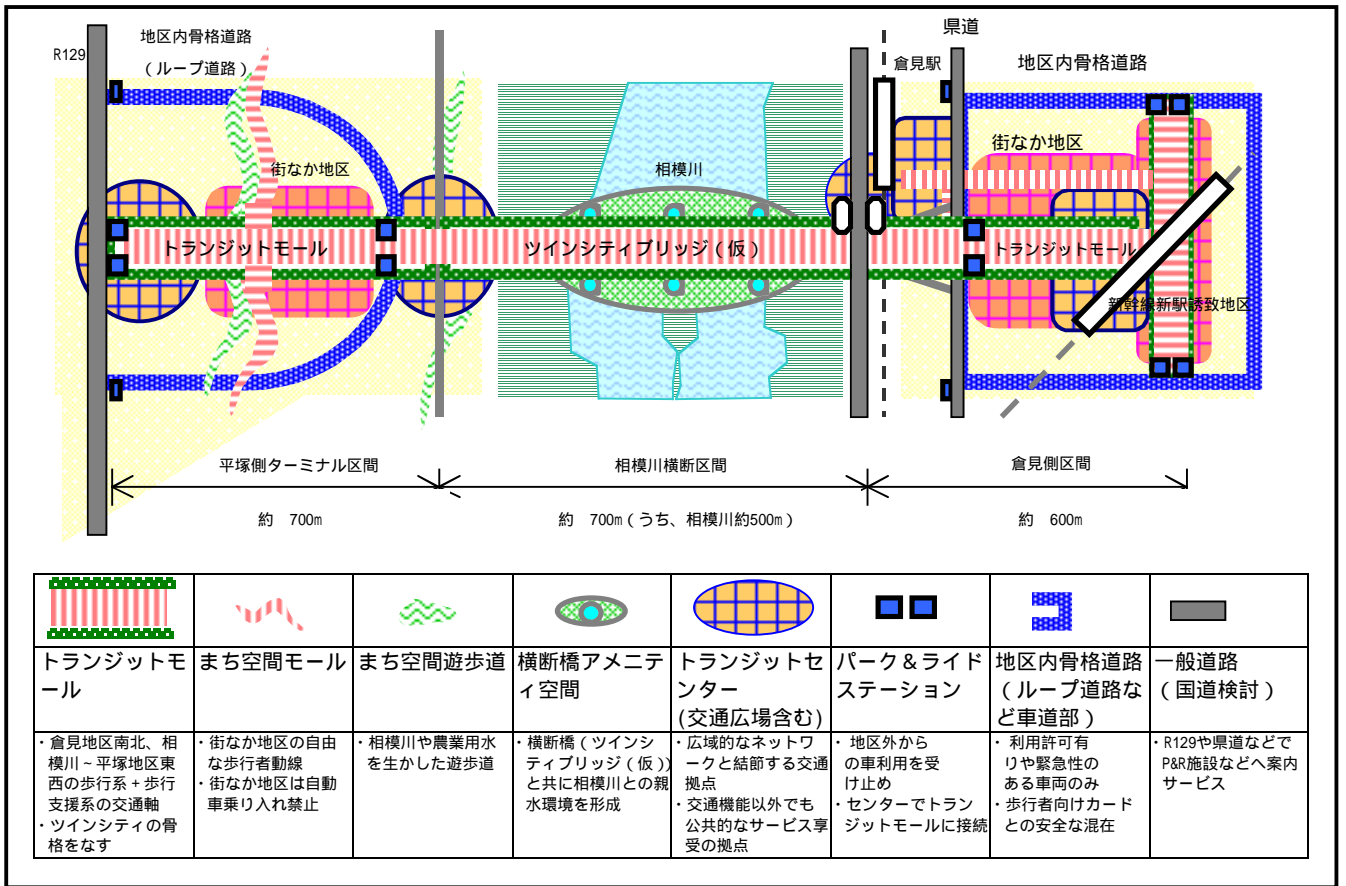 県道
地区内骨格道路
(ループ道路)
R129
倉見駅
地区内骨格道路
街なか地区
相模川
街なか地区
トランジットモール
ツインシティブリッジ(仮)
トランジットモール
新幹線新駅誘致地区
平塚側ターミナル区間
相模川横断区間
倉見側区間
約 700m
約 700m(うち、相模川約500m)
約 600m
トランジットモ
ール
まち空間モール
まち空間遊歩道
横断橋アメニテ
ィ空間
トランジットセ
ンター
(交通広場含む)
パーク&ライド
ステーション
地区内骨格道路
(ループ道路な
ど車道部)
一般道路
(国道検討)
・倉見地区南北、相
模川~平塚地区東
西の歩行系+歩行
支援系の交通軸
・ツインシティの骨
格をなす
・街なか地区の自由
な歩行者動線
・街なか地区は自動
車乗り入れ禁止
・相模川や農業用水
を生かした遊歩道
・横断橋(ツインシ
ティブリッジ(仮))
と共に相模川との親
水環境を形成
・広域的なネットワ
ークと結節する交通
拠点
・交通機能以外でも
公共的なサービス享
受の拠点
・地区外から
の車利用を受
け止め
・センターでトラン
ジットモールに接続
・利用許可有
りや緊急性の
ある車両のみ
・歩行者向けカード
との安全な混在
・R129や県道などで
P&R施設などへ案内
サービス